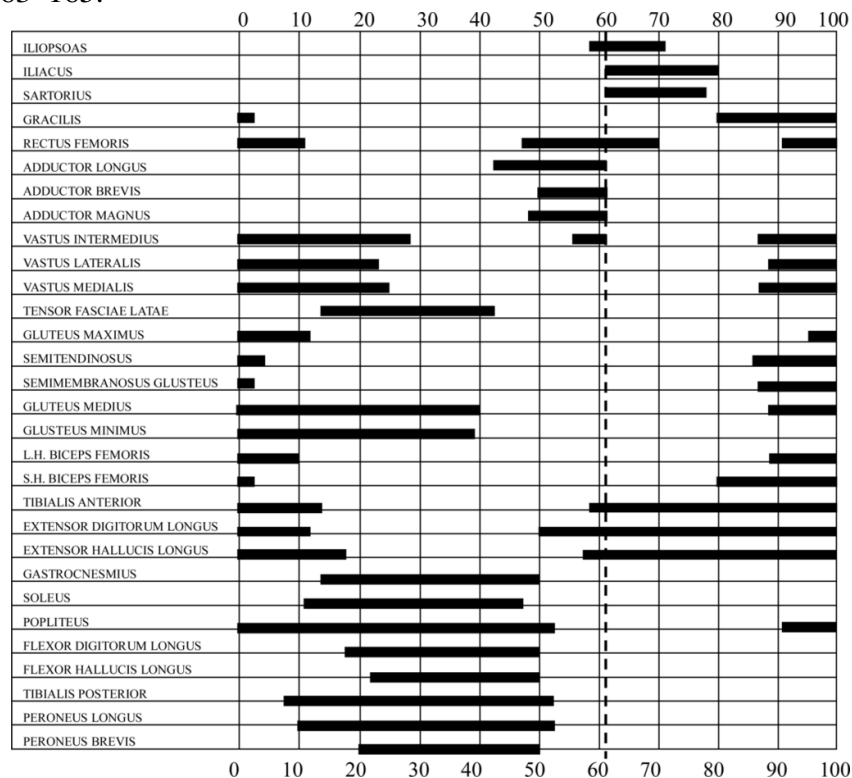 0 10 20 30 40 50 60 70 80 90 100
ILIOPSOAS
ILIACUS
SARTORIUS
GRACILIS
RECTUS FEMORIS
ADDUCTOR LONGUS
ADDUCTOR BREVIS
ADDUCTOR MAGNUS
VASTUS INTERMEDIUS
VASTUS LATERALIS
VASTUS MEDIALIS
TENSOR FASCIAE LATAE
GLUTEUS MAXIMUS
SEMITENDINOSUS
SEMIMEMBRANOSUS GLUSTEUS
GLUTEUS MEDIUS
GLUSTEUS MINIMUS
L.H. BICEPS FEMORIS
S.H. BICEPS FEMORIS
TIBIALIS ANTERIOR
EXTENSOR DIGITORUM LONGUS
EXTENSOR HALLUCIS LONGUS
GASTROCNESMIUS
SOLEUS
POPLITEUS
FLEXOR DIGITORUM LONGUS
FLEXOR HALLUCIS LONGUS
TIBIALIS POSTERIOR
PERONEUS LONGUS
PERONEUS BREVIS
0 10 20 30 40 50 60 70 80 90 100